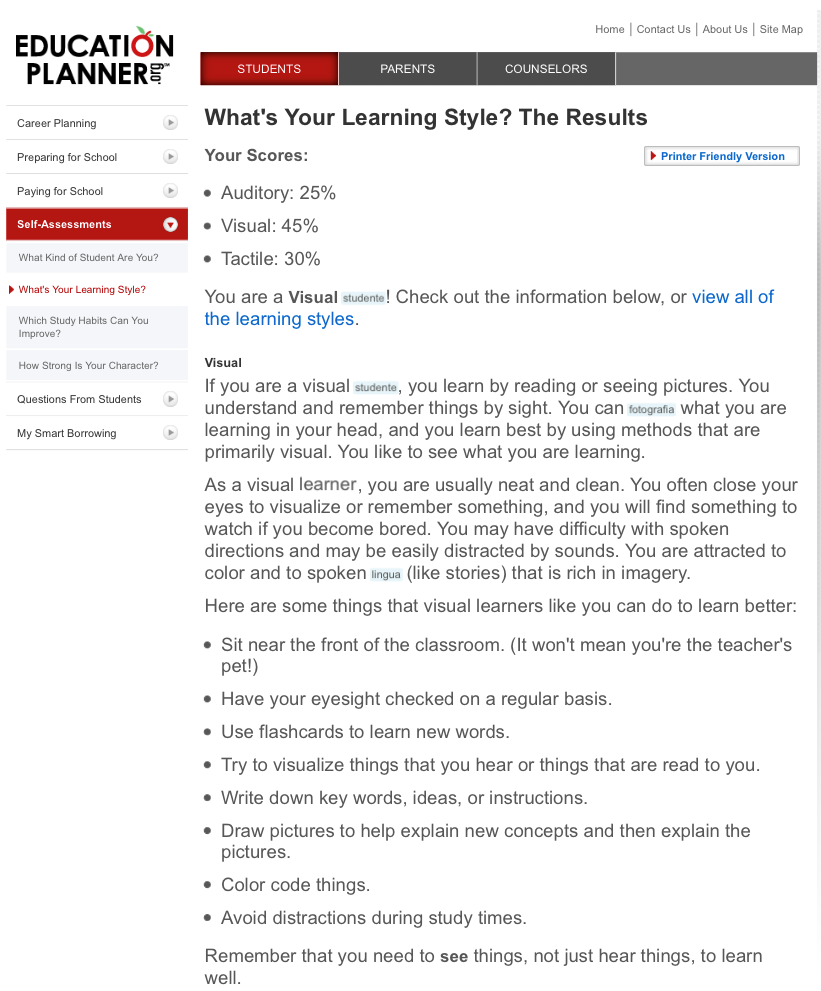 Home | Contact Us | About Us | Site Map
EDUCATION
PLANNER.org™
STUDENTS PARENTS COUNSELORS
Career Planning
Preparing for School
Paying for School
Self-Assessments
What Kind of Student Are You?
What's Your Learning Style?
Which Study Habits Can You
Improve?
How Strong Is Your Character?
Questions From Students
My Smart Borrowing
What's Your Learning Style? The Results
Your Scores:
Printer Friendly Version
• Auditory: 25%
• Visual: 45%
• Tactile: 30%
You are a Visual studente! Check out the information below, or view all of
the learning styles.
Visual
If you are a visual studente, you learn by reading or seeing pictures. You
understand and remember things by sight. You can fotografia what you are
learning in your head, and you learn best by using methods that are
primarily visual. You like to see what you are learning.
As a visual learner, you are usually neat and clean. You often close your
eyes to visualize or remember something, and you will find something to
watch if you become bored. You may have difficulty with spoken
directions and may be easily distracted by sounds. You are attracted to
color and to spoken lingua (like stories) that is rich in imagery.
Here are some things that visual learners like you can do to learn better:
• Sit near the front of the classroom. (It won't mean you're the teacher's
pet!)
• Have your eyesight checked on a regular basis.
• Use flashcards to learn new words.
• Try to visualize things that you hear or things that are read to you.
• Write down key words, ideas, or instructions.
• Draw pictures to help explain new concepts and then explain the
pictures.
• Color code things.
• Avoid distractions during study times.
Remember that you need to see things, not just hear things, to learn
well.